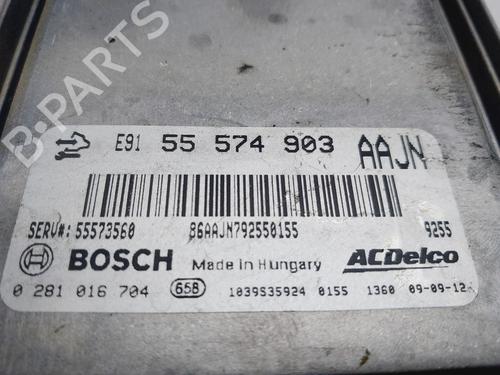 B-PARTS
E91 55 574 903 AAJN
SERV#:55573560 86AAJN792550155 9255
BOSCH Made in Hungary ACDelco
0 281 016 704 658 1039S35924 0155 1360 09-09-12